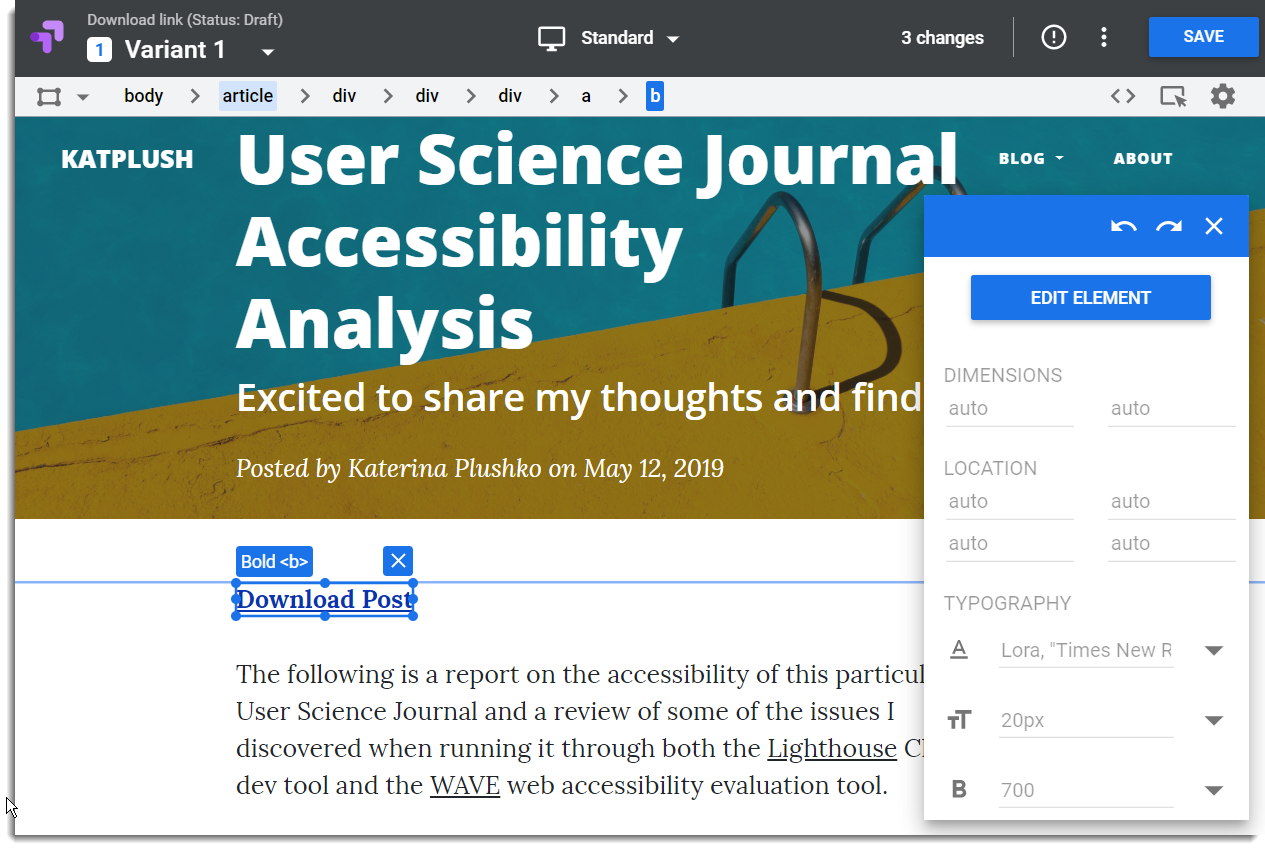 Download link (Status: Draft)
1 Variant 1
Standard
3 changes
SAVE
body
article
div
div
div
a
b
KATPLUSH
User Science Journal
Accessibility
Analysis
BLOG
ABOUT
Excited to share my thoughts and find
Posted by Katerina Plushko on May 12, 2019
Bold <b>
Download Post
The following is a report on the accessibility of this particul
User Science Journal and a review of some of the issues I
discovered when running it through both the Lighthouse C
dev tool and the WAVE web accessibility evaluation tool.
EDIT ELEMENT
DIMENSIONS
auto auto
LOCATION
auto auto
auto auto
TYPOGRAPHY
A Lora, "Times New R
TT 20px
B 700